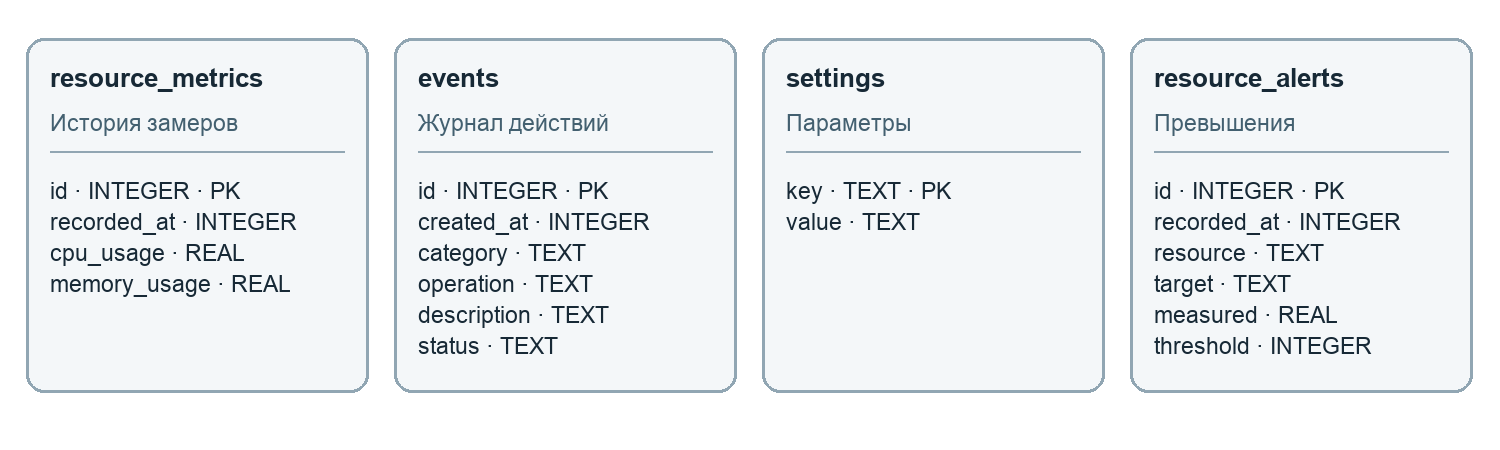 resource_metrics
История замеров
id · INTEGER · PK
recorded_at · INTEGER
cpu_usage · REAL
memory_usage · REAL
events
Журнал действий
id · INTEGER · PK
created_at · INTEGER
category · TEXT
operation · TEXT
description · TEXT
status · TEXT
settings
Параметры
key · TEXT · PK
value · TEXT
resource_alerts
Превышения
id · INTEGER · PK
recorded_at · INTEGER
resource · TEXT
target · TEXT
measured · REAL
threshold · INTEGER